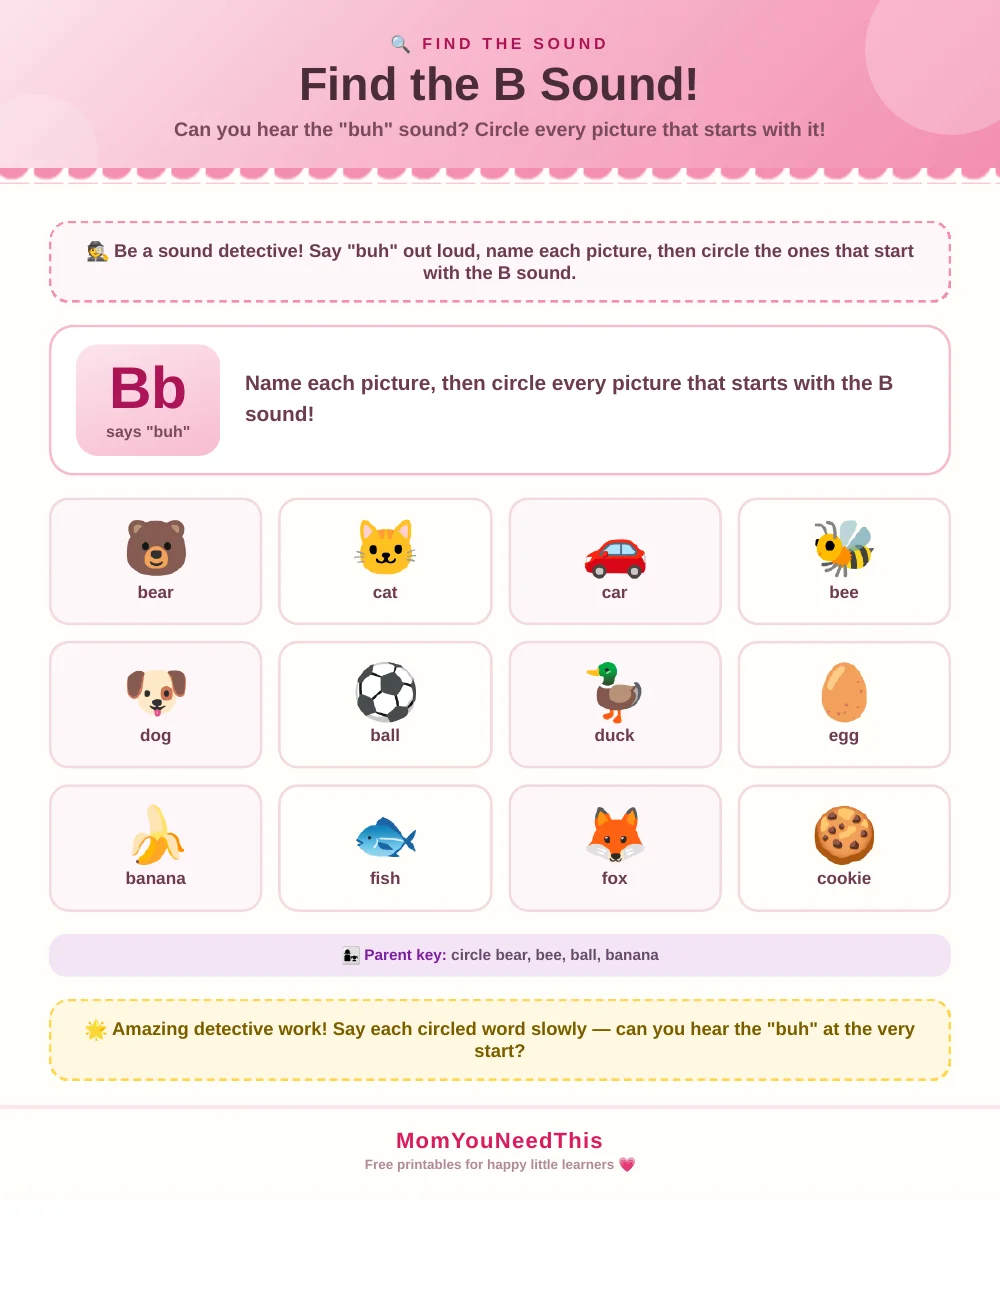 🔍 FIND THE SOUND
Find the B Sound!
Can you hear the "buh" sound? Circle every picture that starts with it!
🕵️ Be a sound detective! Say "buh" out loud, name each picture, then circle the ones that start
with the B sound.
Bb
says "buh"
Name each picture, then circle every picture that starts with the B
sound!
bear
cat
car
bee
dog
ball
duck
egg
banana
fish
fox
cookie
👩‍👧 Parent key: circle bear, bee, ball, banana
🌟 Amazing detective work! Say each circled word slowly — can you hear the "buh" at the very
start?
MomYouNeedThis
Free printables for happy little learners 💗